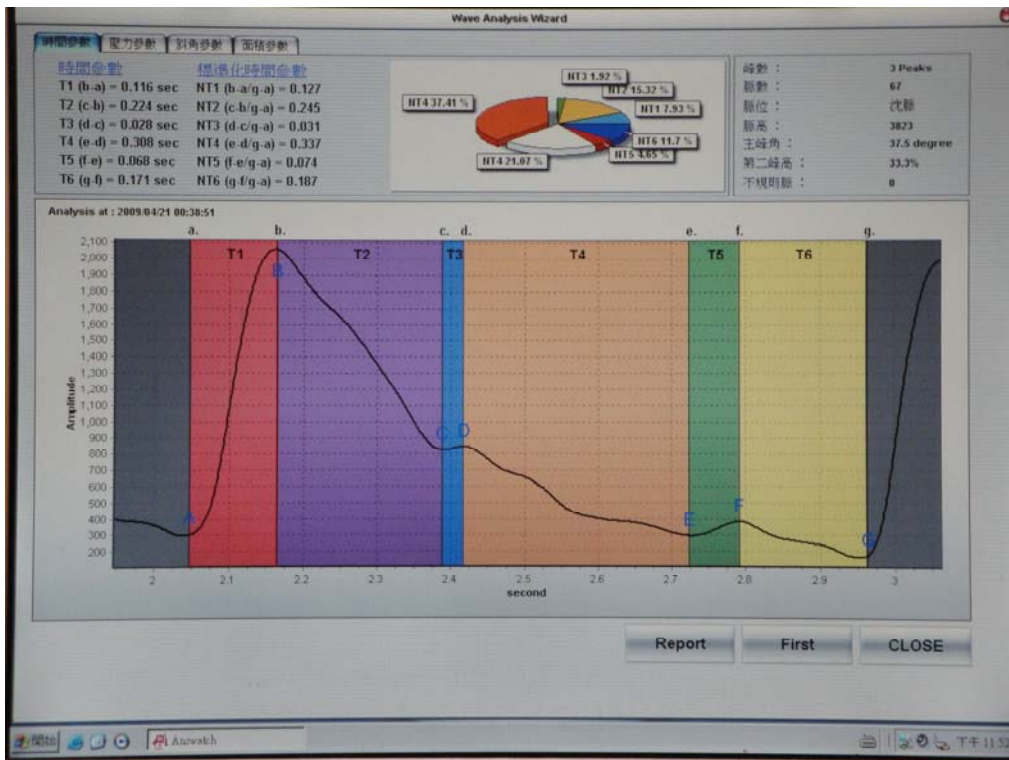 Wave Analysis Wizard
時間參數 壓力參數 斜角參數 面積參數
時間參數 標準化時間參數
T1 (b-a) = 0.116 sec NT1 (b-a/g-a) = 0.127
T2 (c-b) = 0.224 sec NT2 (c-b/g-a) = 0.245
T3 (d-c) = 0.028 sec NT3 (d-c/g-a) = 0.031
T4 (e-d) = 0.308 sec NT4 (e-d/g-a) = 0.337
T5 (f-e) = 0.068 sec NT5 (f-e/g-a) = 0.074
T6 (g-f) = 0.171 sec NT6 (g-f/g-a) = 0.187
NT3 1.92 %
NT2 15.32 %
NT4 37.41 %
NT1 7.93 %
NT6 11.7 %
NT5 4.65 %
NT4 21.07 %
峰數 : 3 Peaks
脈數 : 67
脈位 : 沈脈
脈高 : 3823
主峰角 : 37.5 degree
第二峰高 : 33.3%
不規則脈 : 0
Analysis at : 2009/04/21 00:38:51
a. b. c. d. e. f. g.
T1 T2 T3 T4 T5 T6
2,100
2,000
1,900
1,800
1,700
1,600
1,500
1,400
1,300
1,200
1,100
1,000
900
800
700
600
500
400
300
200
Amplitude
A B C D E F G
2 2.1 2.2 2.3 2.4 2.5 2.6 2.7 2.8 2.9 3
second
Report First CLOSE
開始 Answatch 下午 11:52